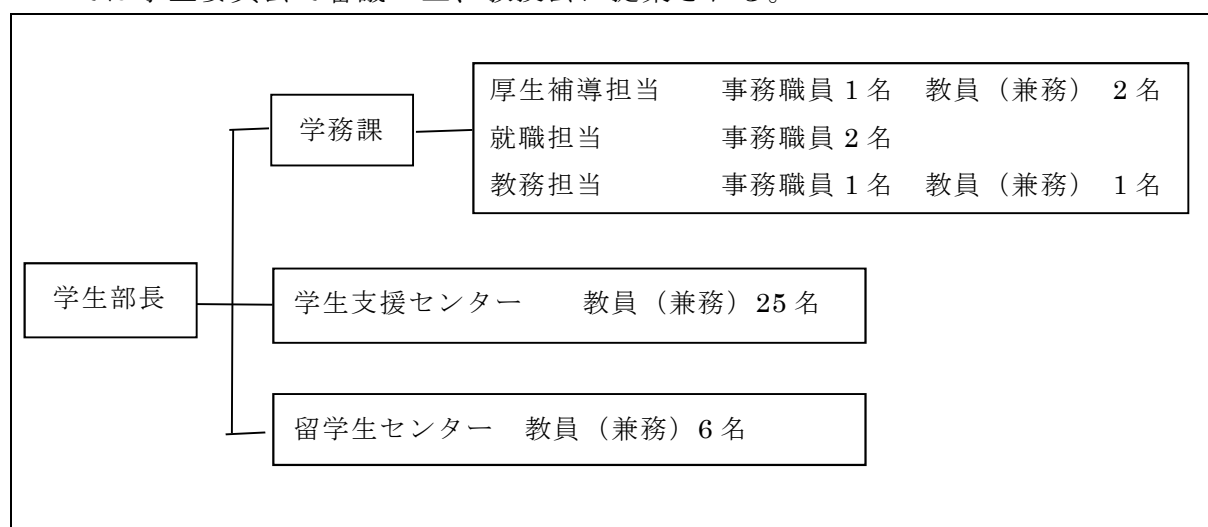 厚生補導担当 事務職員 1 名 教員（兼務） 2 名
学務課
就職担当 事務職員 2 名
教務担当 事務職員 1 名 教員（兼務） 1 名
学生部長
学生支援センター 教員（兼務）25 名
留学生センター 教員（兼務）6 名